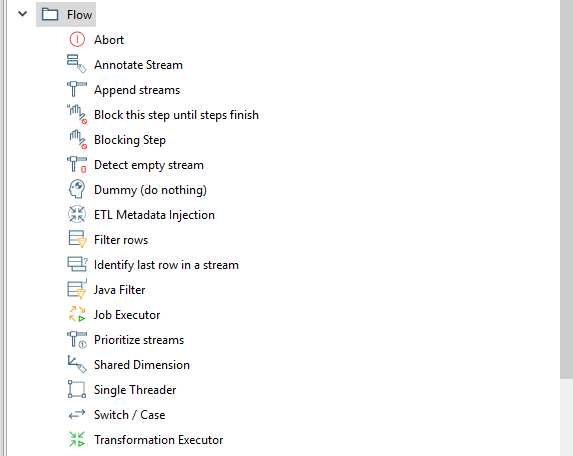 Flow
Abort
Annotate Stream
Append streams
Block this step until steps finish
Blocking Step
Detect empty stream
Dummy (do nothing)
ETL Metadata Injection
Filter rows
Identify last row in a stream
Java Filter
Job Executor
Prioritize streams
Shared Dimension
Single Threader
Switch / Case
Transformation Executor